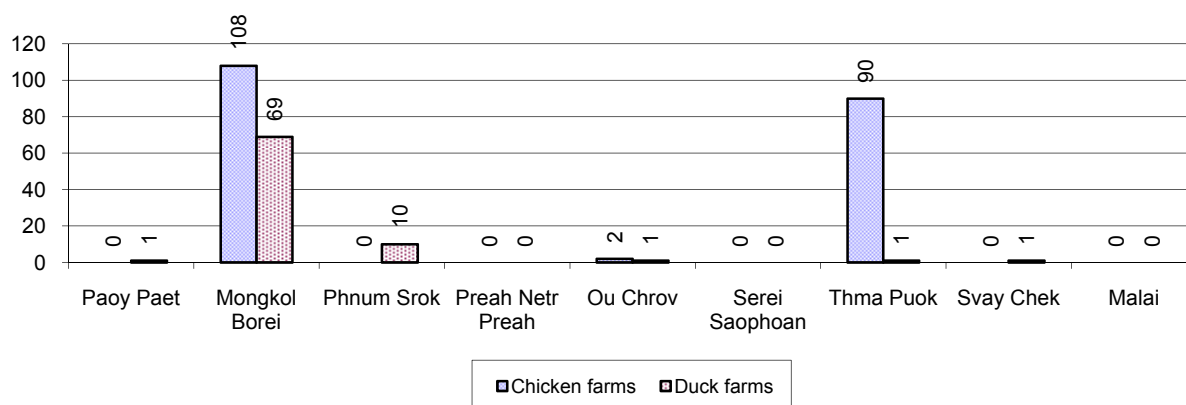 120
100
80
60
40
20
0
0 1
108 69
0 10
0 0
2 1
0 0
90 1
0 1
0 0
Paoy Paet
Mongkol
Borei
Phnum Srok
Preah Netr
Preah
Ou Chrov
Serei
Saophoan
Thma Puok
Svay Chek
Malai
Chicken farms Duck farms